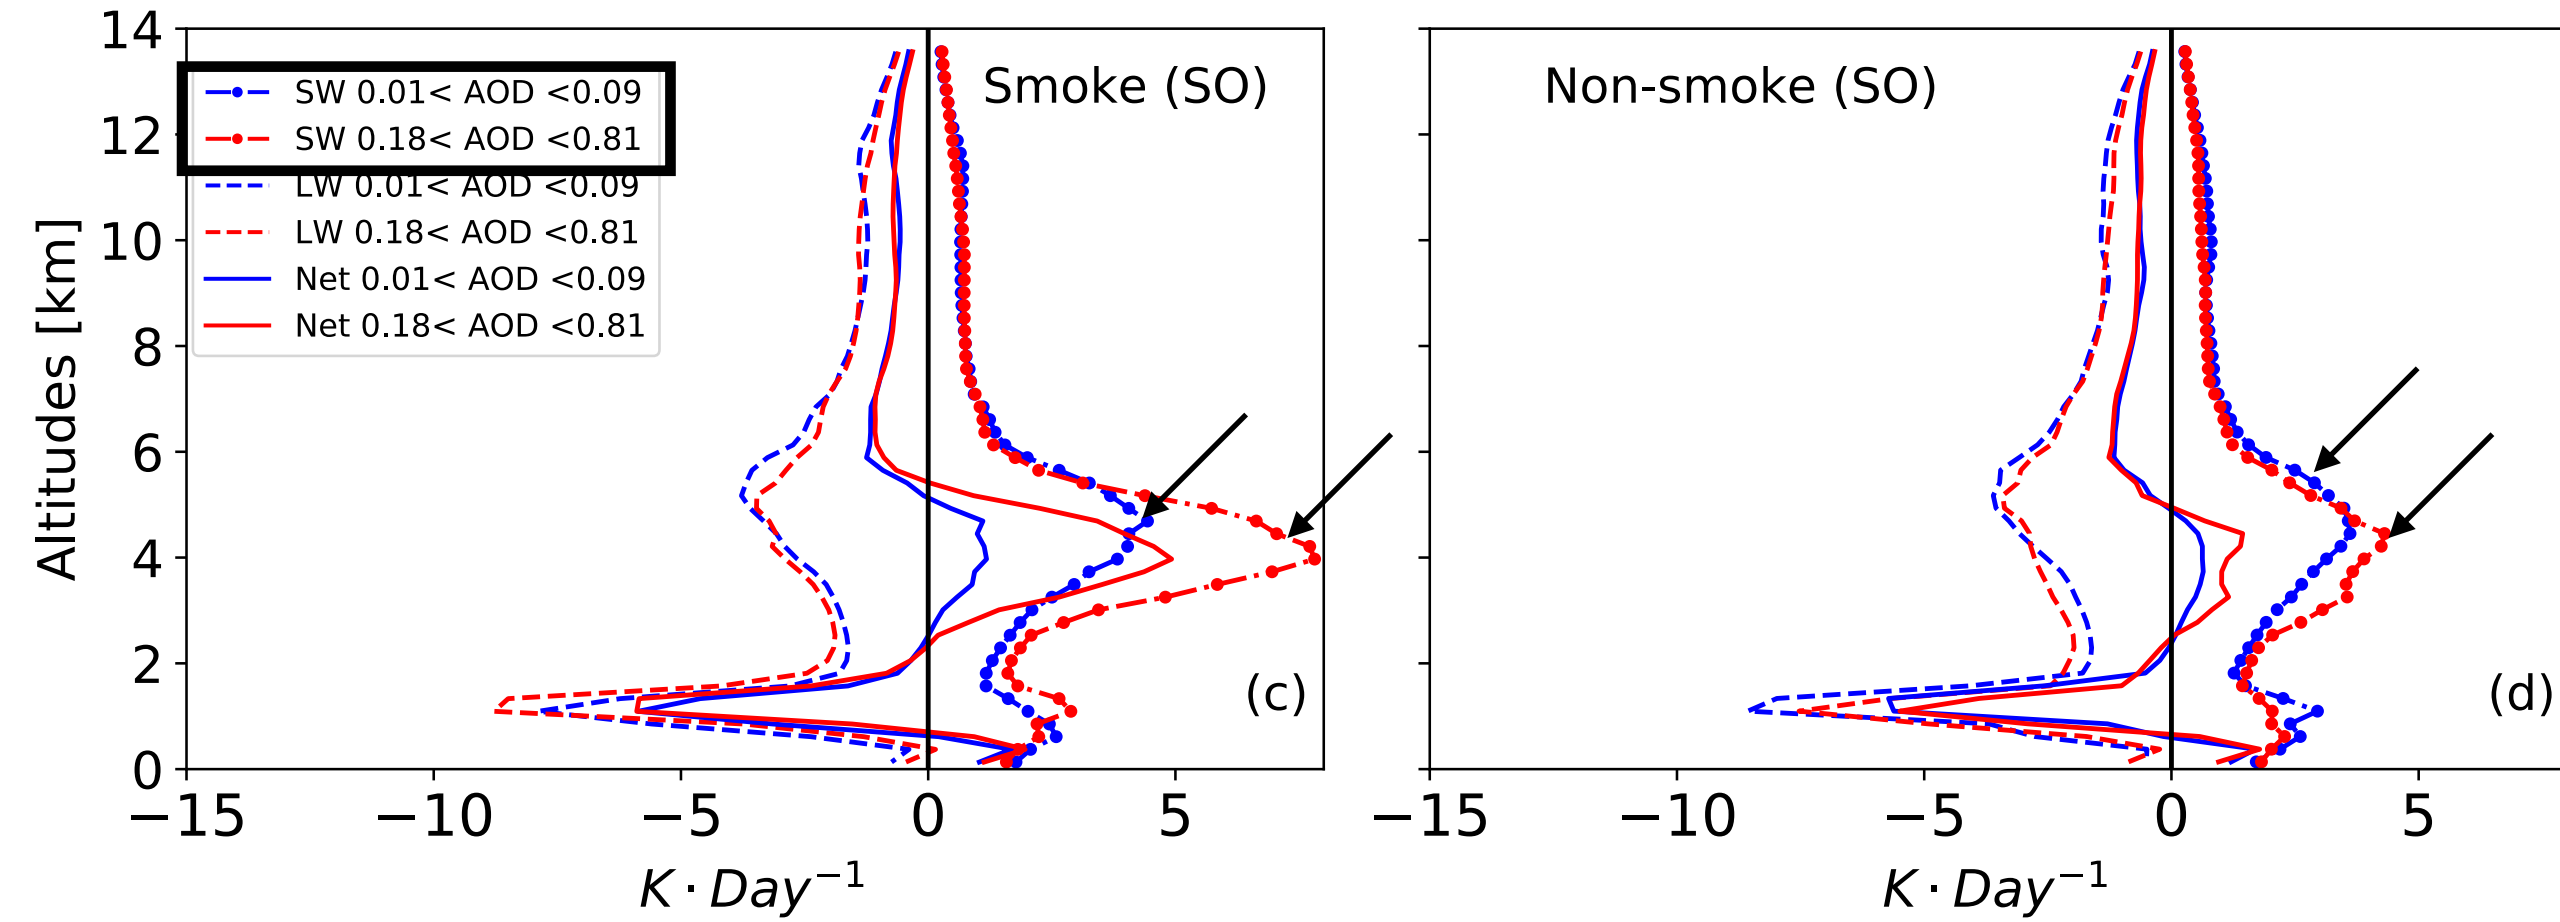 14
12
10
8
6
4
2
0
Altitudes [km]
SW 0.01< AOD <0.09
SW 0.18< AOD <0.81
LW 0.01< AOD <0.09
LW 0.18< AOD <0.81
Net 0.01< AOD <0.09
Net 0.18< AOD <0.81
Smoke (SO)
(c)
−15 −10 −5 0 5
K · Day⁻¹
Non-smoke (SO)
(d)
−15 −10 −5 0 5
K · Day⁻¹